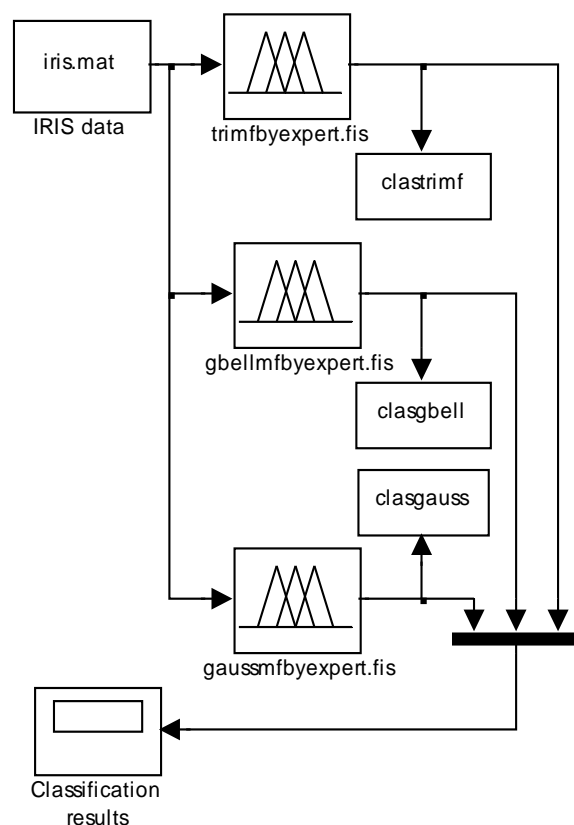 iris.mat
IRIS data
trimfbyexpert.fis
clastrimf
gbellmfbyexpert.fis
clasgbell
clasgauss
gaussmfbyexpert.fis
Classification
results